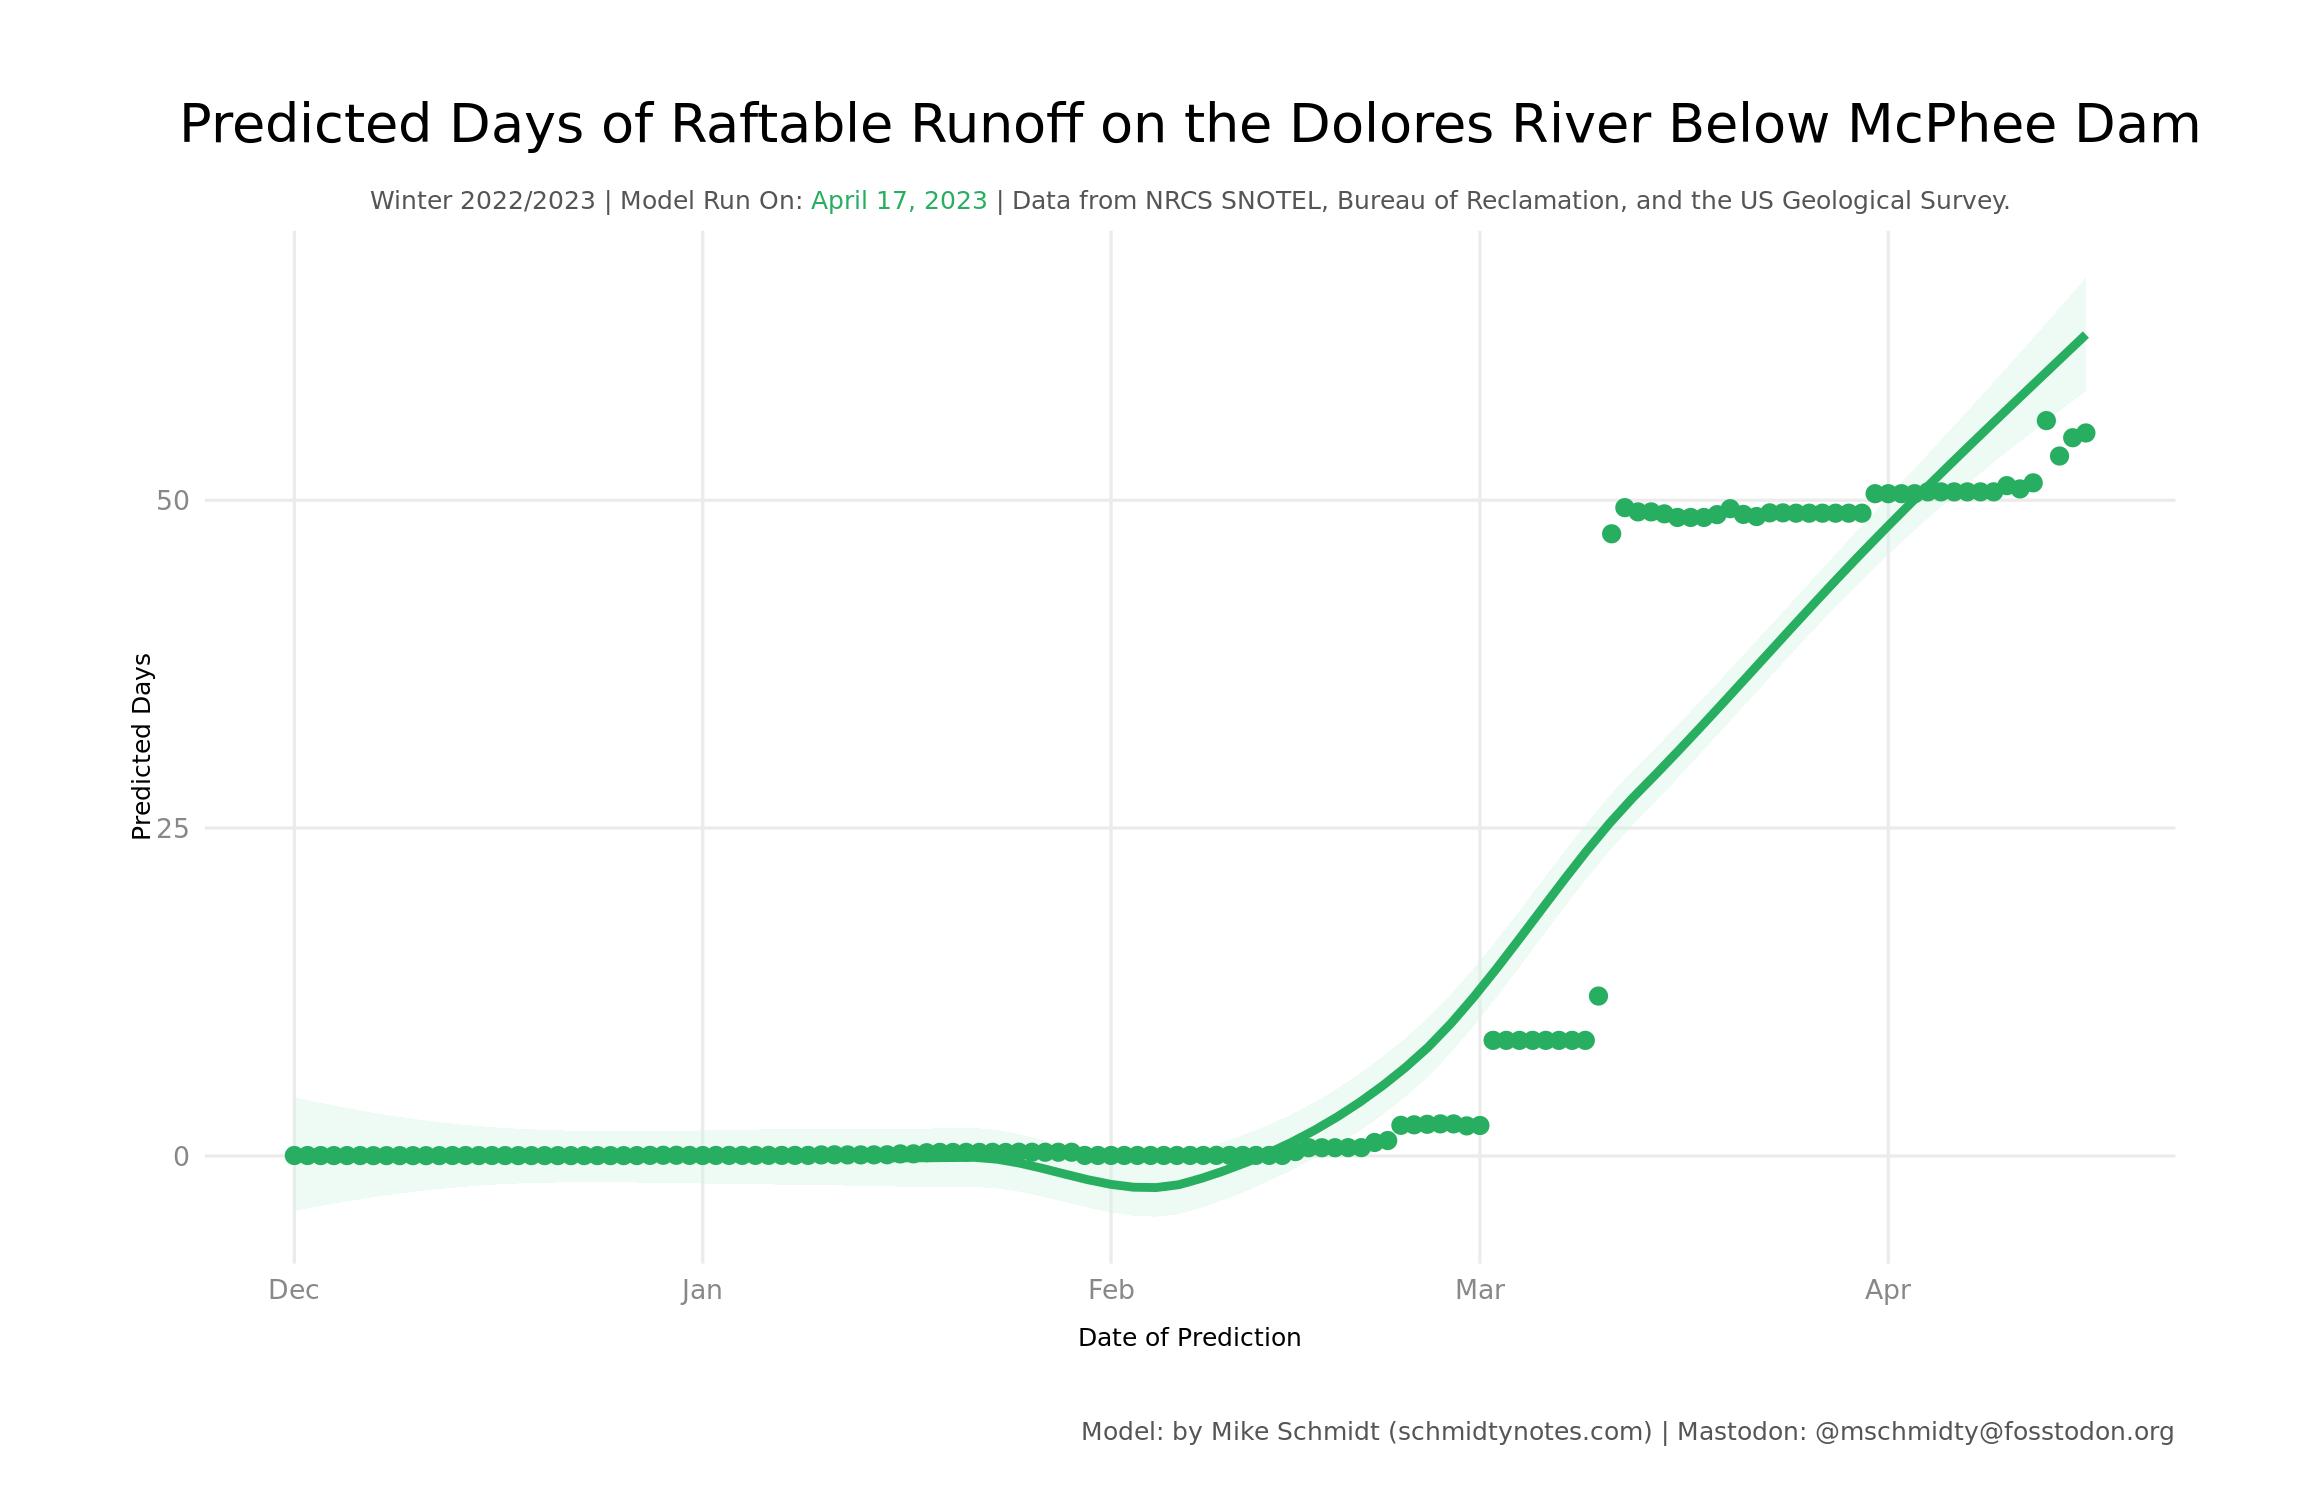 Predicted Days of Raftable Runoff on the Dolores River Below McPhee Dam
Winter 2022/2023 | Model Run On: April 17, 2023 | Data from NRCS SNOTEL, Bureau of Reclamation, and the US Geological Survey.
Predicted Days
50
25
0
Dec Jan Feb Mar Apr
Date of Prediction
Model: by Mike Schmidt (schmidtynotes.com) | Mastodon: @mschmidty@fosstodon.org